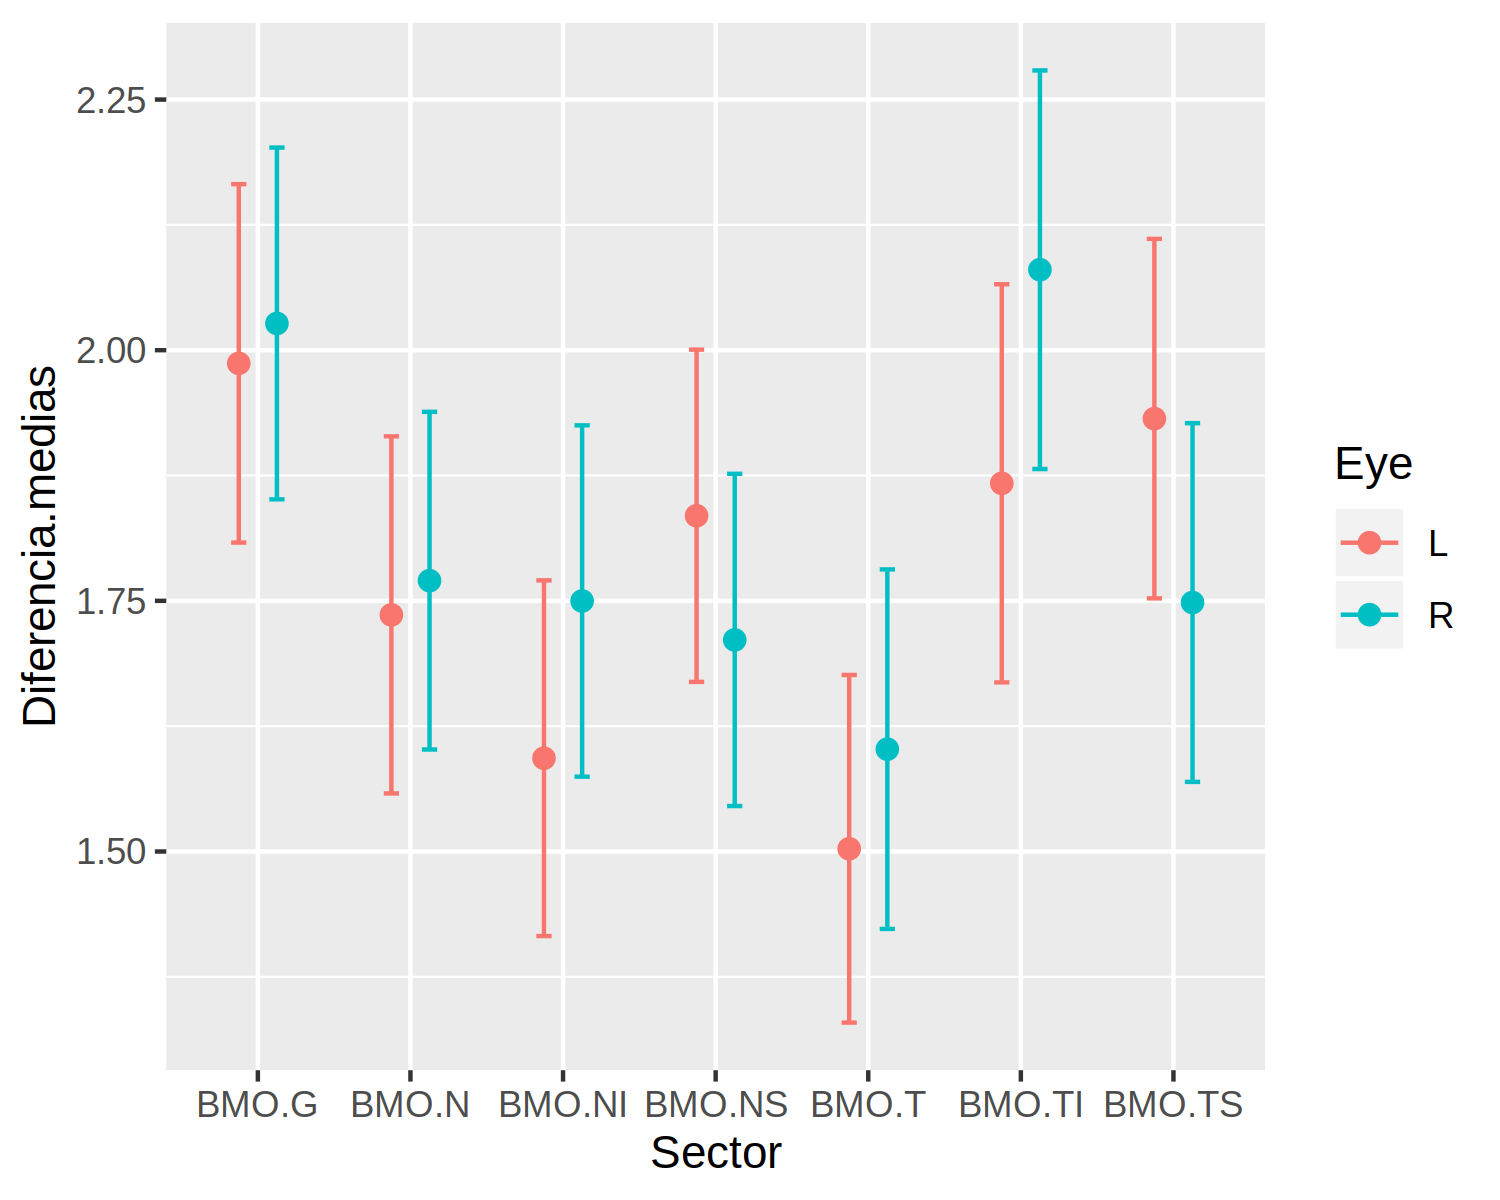 Diferencia.medias
2.25
2.00
1.75
1.50
BMO.G BMO.N BMO.NI BMO.NS BMO.T BMO.TI BMO.TS
Sector
Eye
L
R